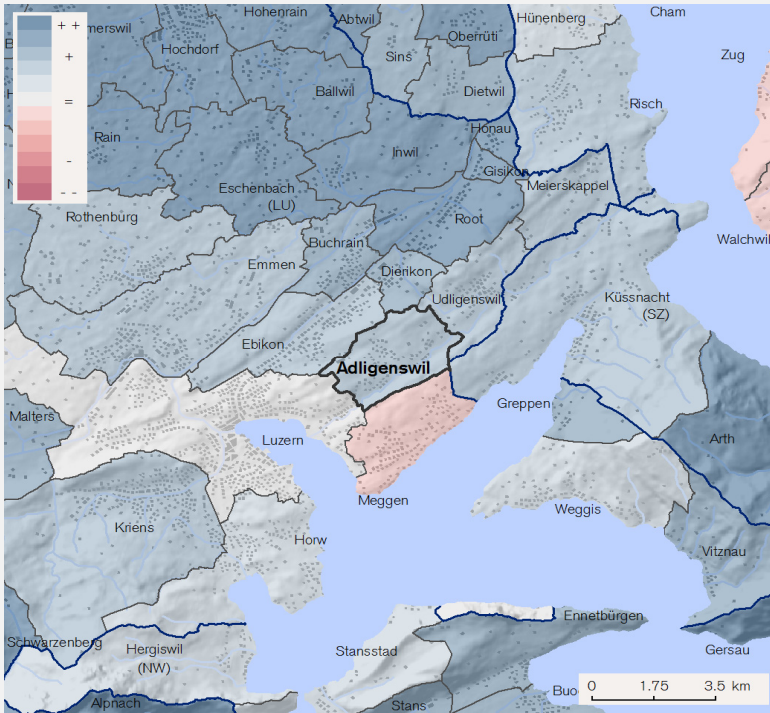 Hohenrain
Abtwil
Hünenberg
Cham
+ +
merswil
Hochdorf
Sins
Oberrüti
Zug
+
Ballwil
Dietwil
=
Risch
Rain
Inwil
Honau
-
Eschenbach
(LU)
Gisikon
Meierskappel
- -
Rothenburg
Root
Buchrain
Walchwil
Emmen
Dierikon
Udligenswil
Küssnacht
(SZ)
Ebikon
Adligenswil
Greppen
Malters
Luzern
Arth
Meggen
Weggis
Kriens
Horw
Vitznau
Ennetbürgen
Schwarzenberg
Hergiswil
(NW)
Stansstad
Gersau
Buo
0 1.75 3.5 km
Alpnach
Stans